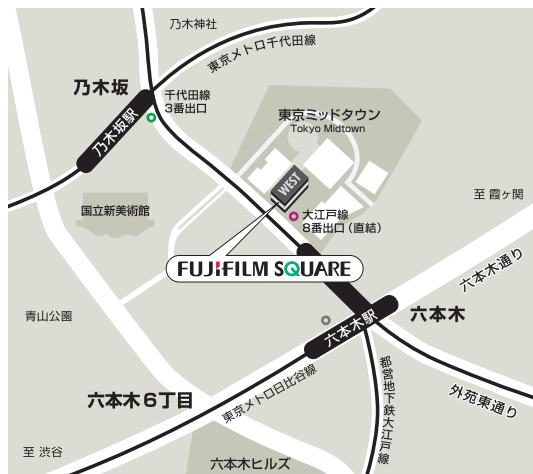 乃木神社
東京メトロ千代田線
乃木坂
千代田線
3番出口
乃木坂駅
東京ミッドタウン
Tokyo Midtown
WEST
至 霞ヶ関
国立新美術館
大江戸線
8番出口(直結)
FUJIFILM SQUARE
六本木通り
青山公園
六本木
六本木駅
都営地下鉄大江戸線
六本木6丁目
東京メトロ日比谷線
外苑東通り
至 渋谷
六本木ヒルズ